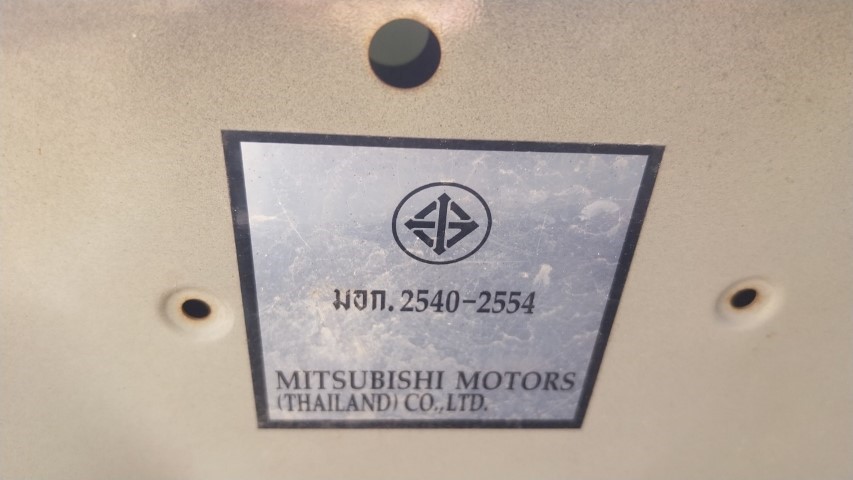 มอก. 2540-2554
MITSUBISHI MOTORS
(THAILAND) CO.,LTD.